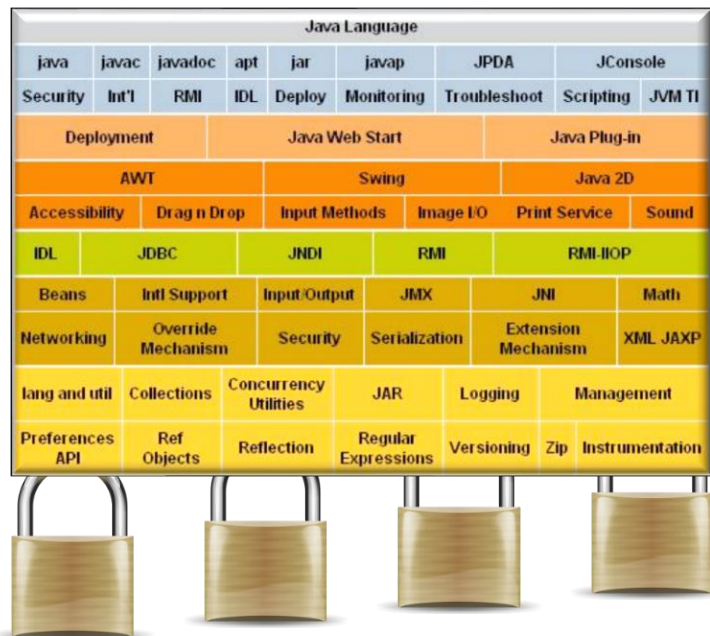 Java Language
java javac javadoc apt jar javap JPDA JConsole
Security Int'l RMI IDL Deploy Monitoring Troubleshoot Scripting JVM TI
Deployment Java Web Start Java Plug-in
AWT Swing Java 2D
Accessibility Drag n Drop Input Methods Image I/O Print Service Sound
IDL JDBC JNDI RMI RMI-IIOP
Beans Intl Support Input/Output JMX JNI Math
Networking Override Mechanism Security Serialization Extension Mechanism XML JAXP
lang and util Collections Concurrency Utilities JAR Logging Management
Preferences API Ref Objects Reflection Regular Expressions Versioning Zip Instrumentation